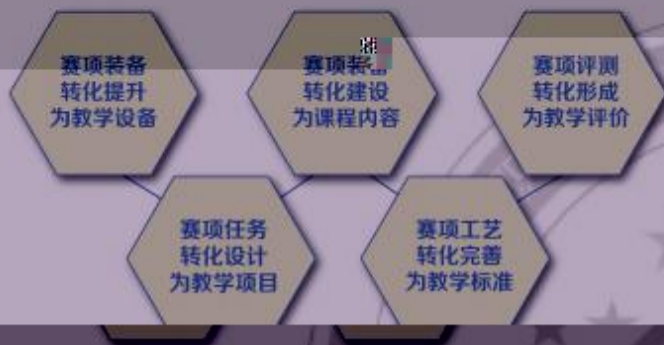 赛项装备
转化提升
为教学设备
赛项装备
转化建设
为课程内容
赛项评测
转化形成
为教学评价
赛项任务
转化设计
为教学项目
赛项工艺
转化完善
为教学标准